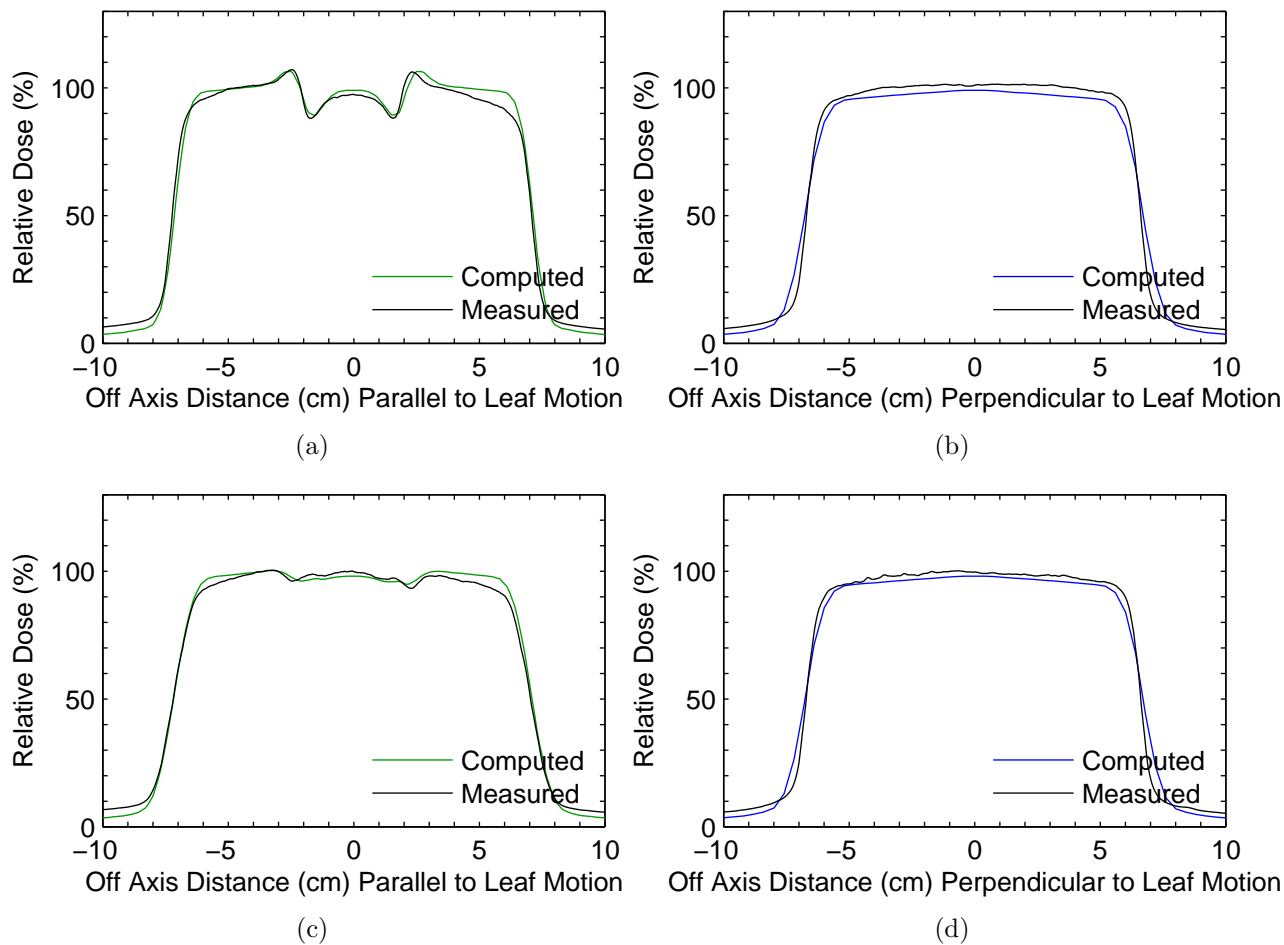 Relative Dose (%)
100
50
0
Computed
Measured
−10 −5 0 5 10
Off Axis Distance (cm) Parallel to Leaf Motion
(a)
Relative Dose (%)
100
50
0
Computed
Measured
−10 −5 0 5 10
Off Axis Distance (cm) Perpendicular to Leaf Motion
(b)
Relative Dose (%)
100
50
0
Computed
Measured
−10 −5 0 5 10
Off Axis Distance (cm) Parallel to Leaf Motion
(c)
Relative Dose (%)
100
50
0
Computed
Measured
−10 −5 0 5 10
Off Axis Distance (cm) Perpendicular to Leaf Motion
(d)